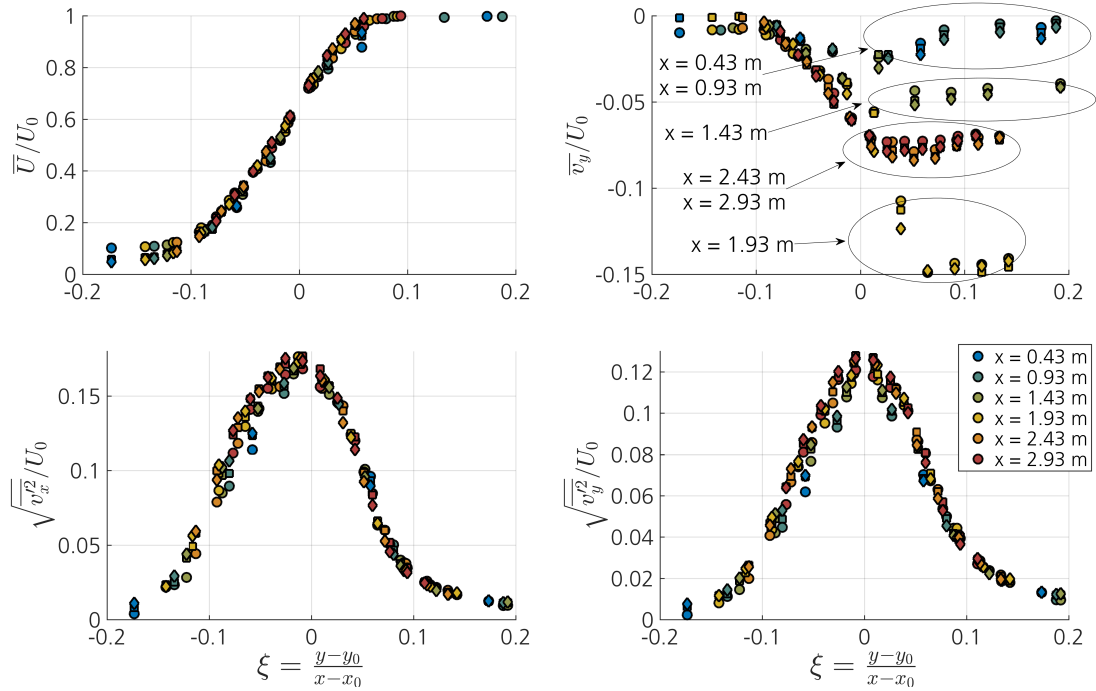 1
0.8
0.6
0.4
0.2
0
-0.2 -0.1 0 0.1 0.2
U̅/U₀
0
-0.05
-0.1
-0.15
-0.2 -0.1 0 0.1 0.2
v̅_y/U₀
x = 0.43 m
x = 0.93 m
x = 1.43 m
x = 2.43 m
x = 2.93 m
x = 1.93 m
0.15
0.1
0.05
0
-0.2 -0.1 0 0.1 0.2
√(v′²_x)/U₀
ξ = (y−y₀)/(x−x₀)
0.12
0.1
0.08
0.06
0.04
0.02
0
-0.2 -0.1 0 0.1 0.2
√(v′²_y)/U₀
ξ = (y−y₀)/(x−x₀)
x = 0.43 m
x = 0.93 m
x = 1.43 m
x = 1.93 m
x = 2.43 m
x = 2.93 m